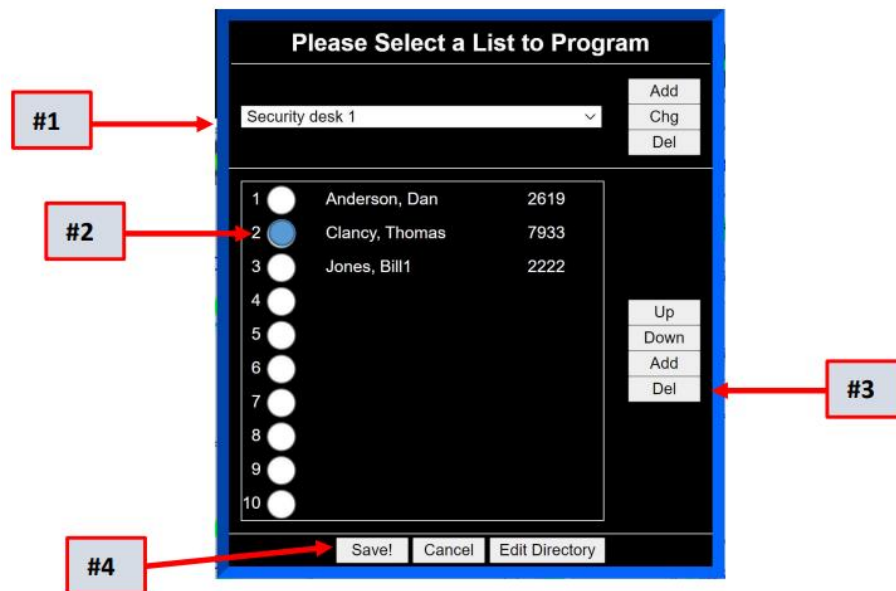 Please Select a List to Program
Add
#1
Security desk 1
Chg
Del
1 Anderson, Dan 2619
#2
2 Clancy, Thomas 7933
3 Jones, Bill1 2222
4
5
6
7
8
9
10
Up
Down
Add
Del
#3
Save! Cancel Edit Directory
#4